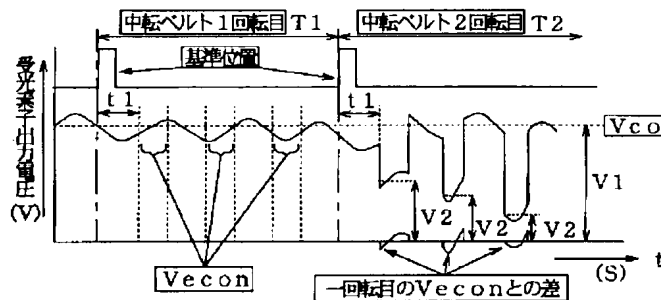 中転ベルト1回転目 T1
中転ベルト2回転目 T2
基準位置
t1
t1
受光素子出力電圧
(V)
Vco
V1
V2
V2
V2
Vecon
一回転目のVeconとの差
(S)
t